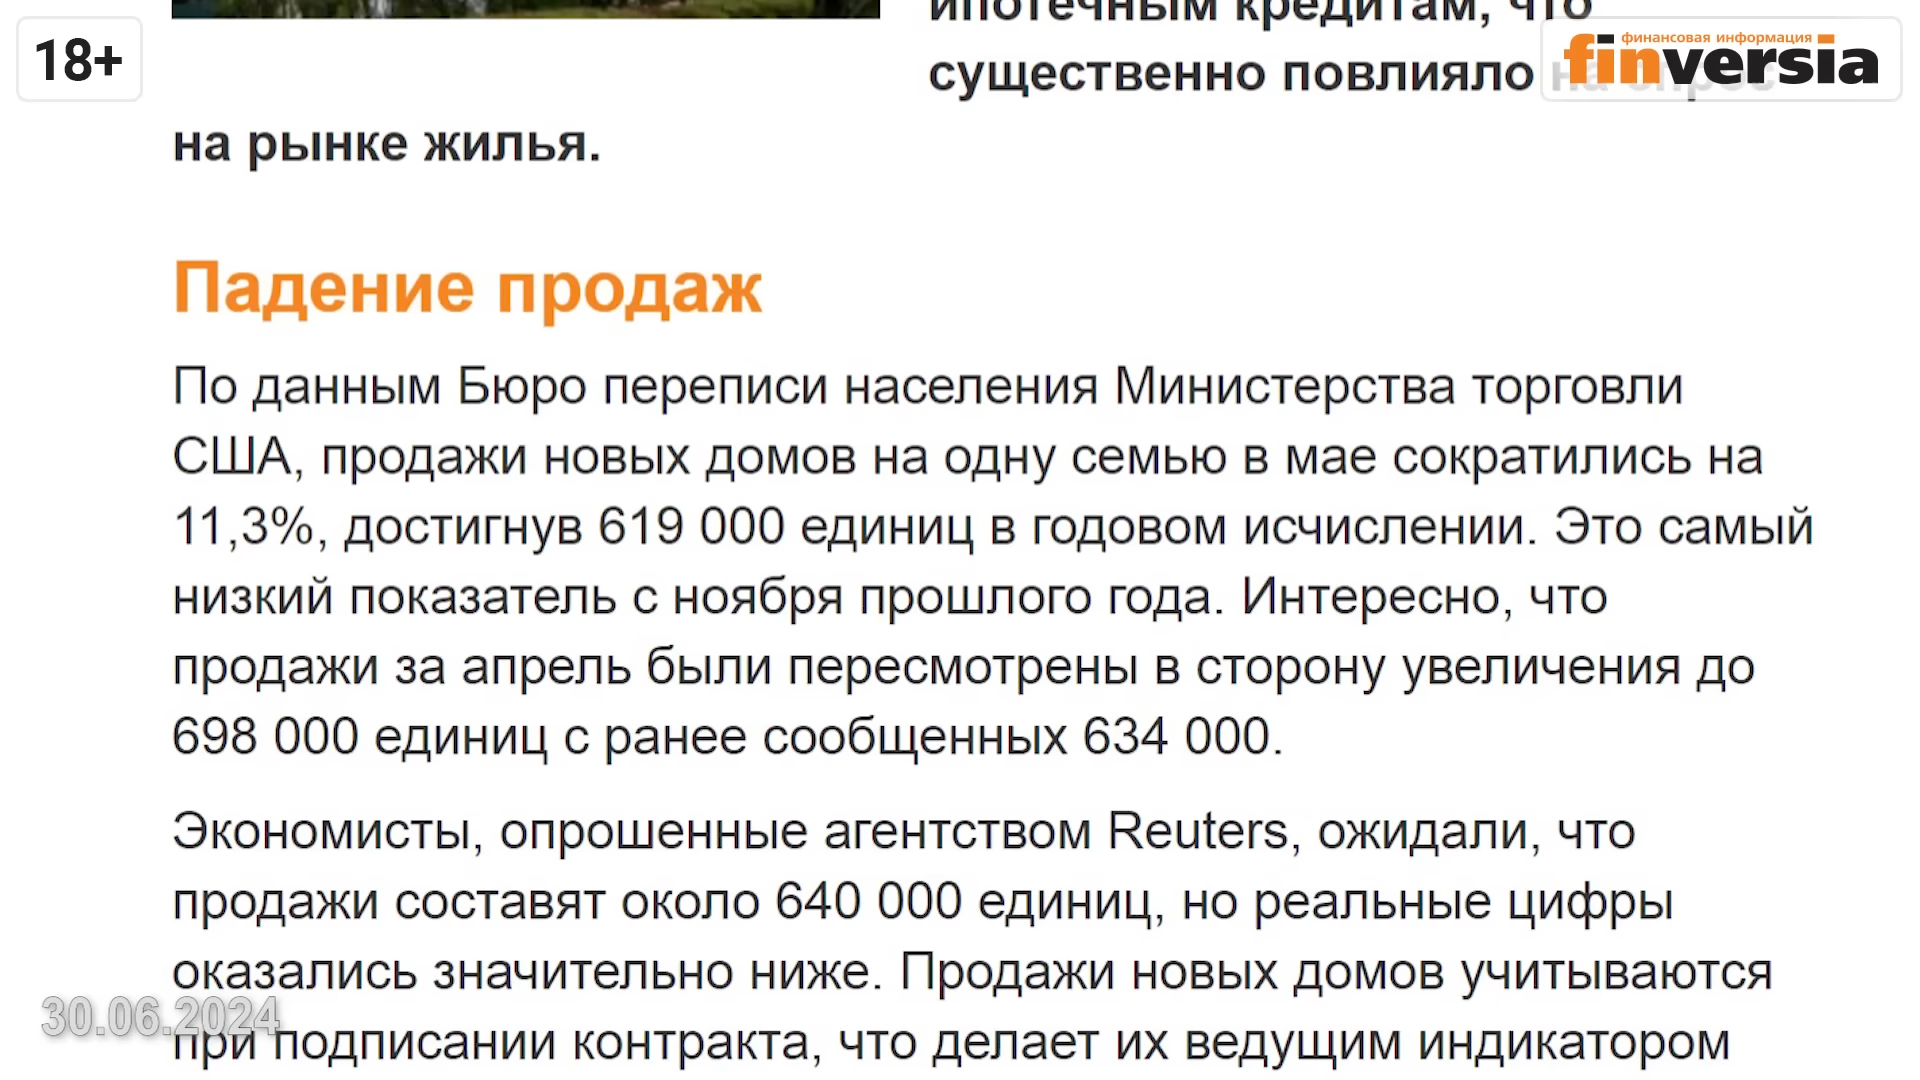 ипотечным кредитам, что
18+
финансовая информация
finversia
существенно повлияло на спрос
на рынке жилья.
Падение продаж
По данным Бюро переписи населения Министерства торговли
США, продажи новых домов на одну семью в мае сократились на
11,3%, достигнув 619 000 единиц в годовом исчислении. Это самый
низкий показатель с ноября прошлого года. Интересно, что
продажи за апрель были пересмотрены в сторону увеличения до
698 000 единиц с ранее сообщенных 634 000.
Экономисты, опрошенные агентством Reuters, ожидали, что
продажи составят около 640 000 единиц, но реальные цифры
оказались значительно ниже. Продажи новых домов учитываются
30.06.2024
при подписании контракта, что делает их ведущим индикатором